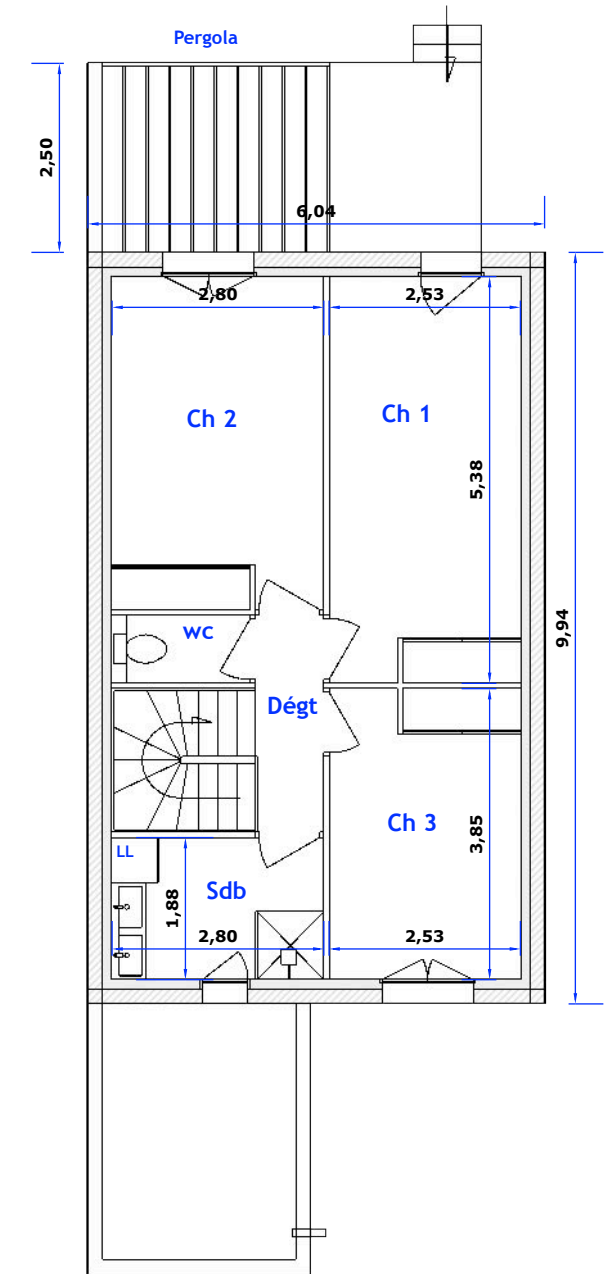 Pergola
2,50
6,04
2,80
2,53
Ch 2
Ch 1
5,38
9,94
WC
Dégt
Ch 3
3,85
LL
Sdb
1,88
2,80
2,53